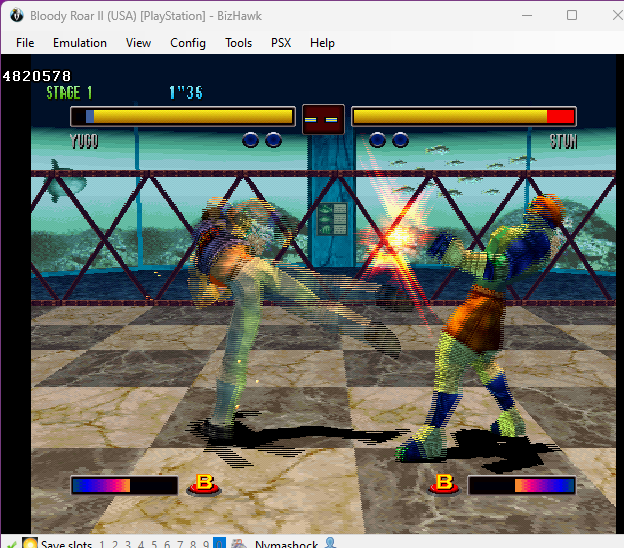 Bloody Roar II (USA) [PlayStation] - BizHawk
File Emulation View Config Tools PSX Help
4820578
STAGE 1 1"35
-- 
YUGO STUN
B B
Save slots 1 2 3 4 5 6 7 8 9 0 Nymashock